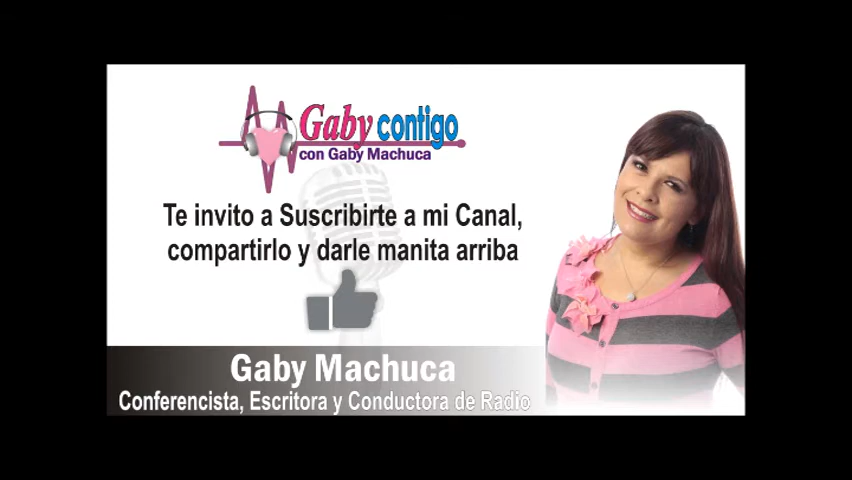 Gaby contigo
con Gaby Machuca
Te invito a Suscribirte a mi Canal,
compartirlo y darle manita arriba
Gaby Machuca
Conferencista, Escritora y Conductora de Radio